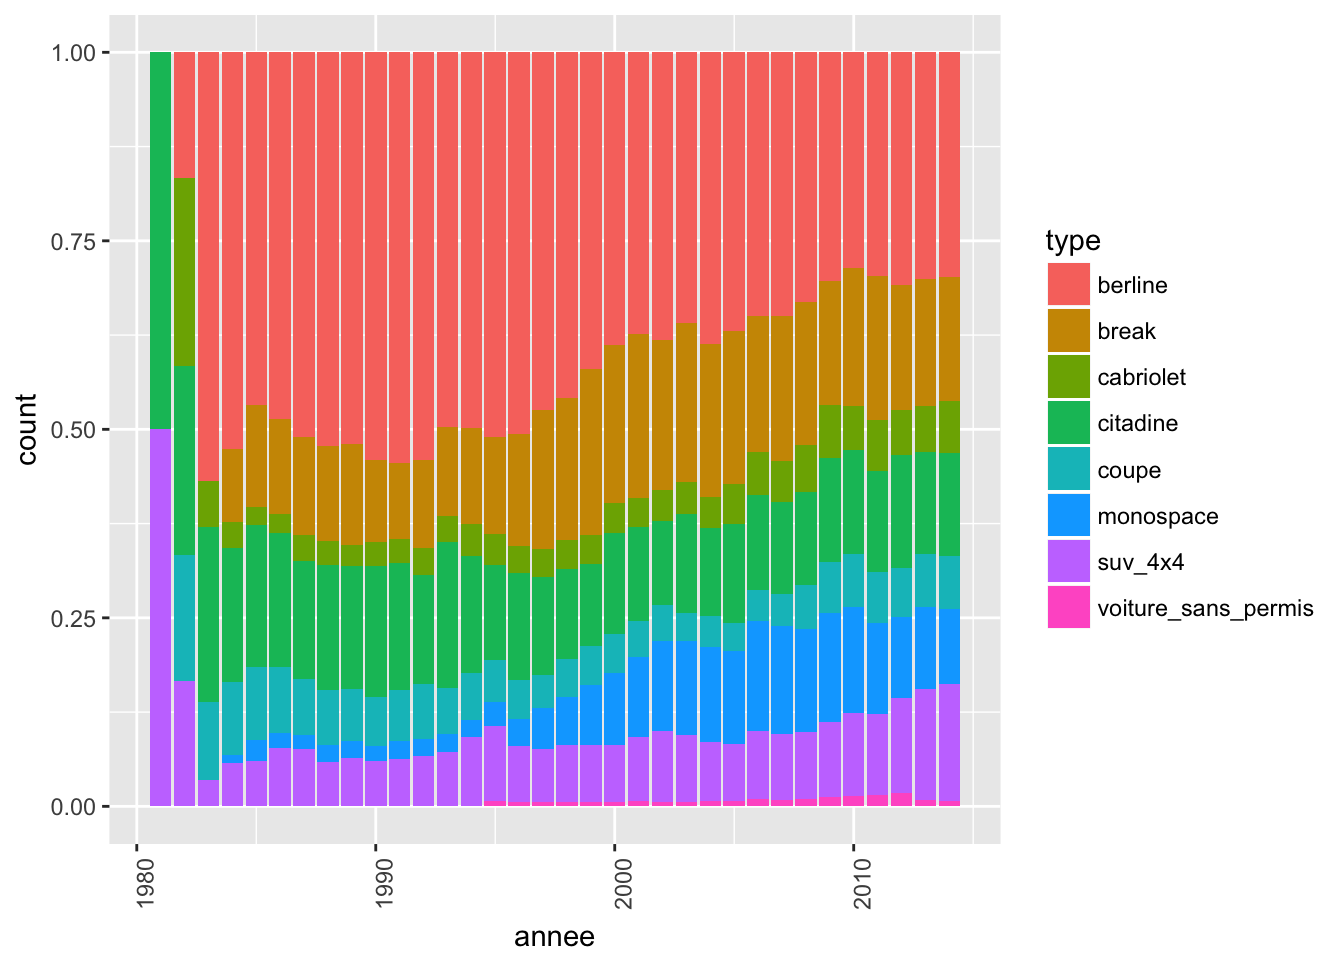 1.00
0.75
0.50
0.25
0.00
count
1980
1990
2000
2010
annee
type
berline
break
cabriolet
citadine
coupe
monospace
suv_4x4
voiture_sans_permis